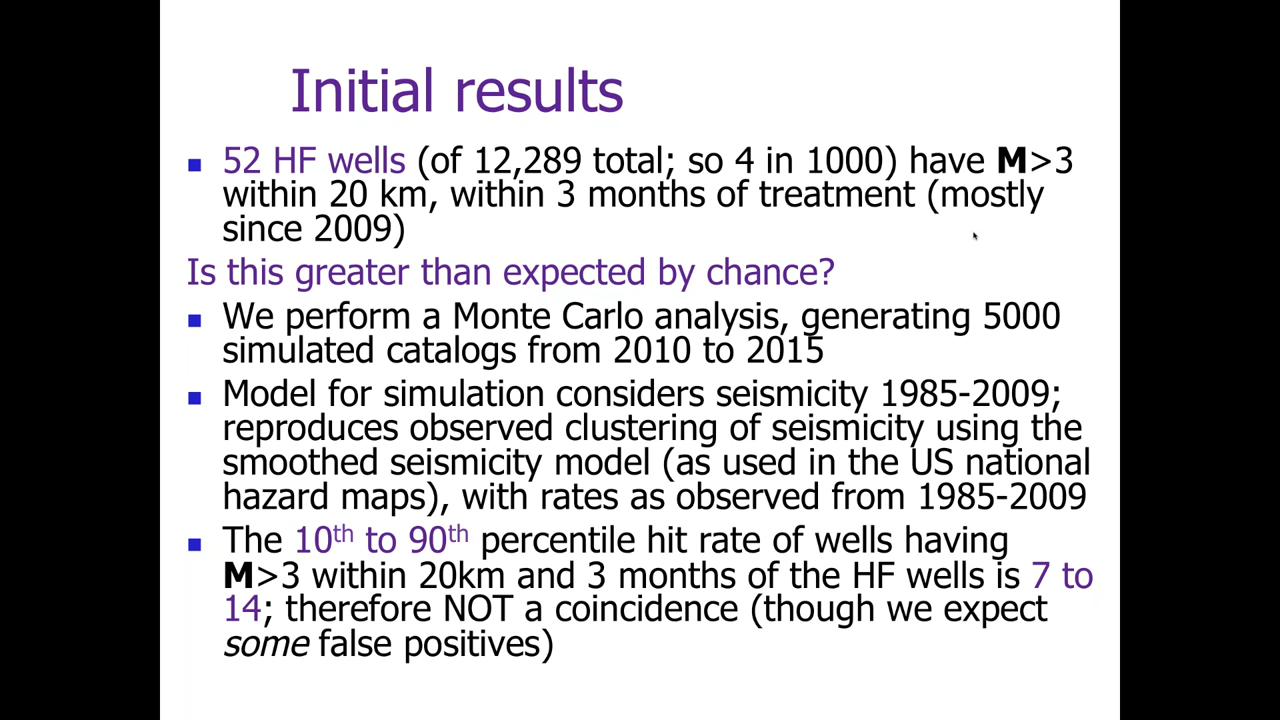 Initial results
52 HF wells (of 12,289 total; so 4 in 1000) have M>3
within 20 km, within 3 months of treatment (mostly
since 2009)
Is this greater than expected by chance?
We perform a Monte Carlo analysis, generating 5000
simulated catalogs from 2010 to 2015
Model for simulation considers seismicity 1985-2009;
reproduces observed clustering of seismicity using the
smoothed seismicity model (as used in the US national
hazard maps), with rates as observed from 1985-2009
The 10th to 90th percentile hit rate of wells having
M>3 within 20km and 3 months of the HF wells is 7 to
14; therefore NOT a coincidence (though we expect
some false positives)